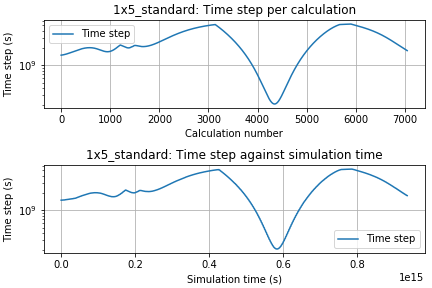 1x5_standard: Time step per calculation
Time step (s)
10⁹
Time step
0 1000 2000 3000 4000 5000 6000 7000
Calculation number
1x5_standard: Time step against simulation time
Time step (s)
10⁹
Time step
0.0 0.2 0.4 0.6 0.8
1e15
Simulation time (s)